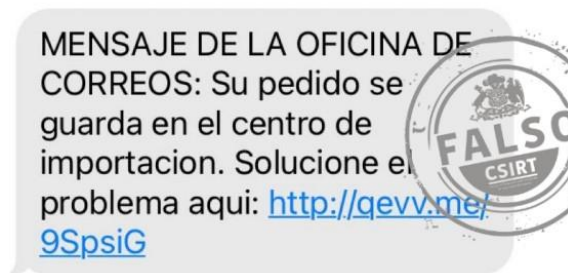 MENSAJE DE LA OFICINA DE
CORREOS: Su pedido se
guarda en el centro de
importacion. Solucione el
problema aqui: http://qevv.me/
9SpsiG
FALSO
CSIRT